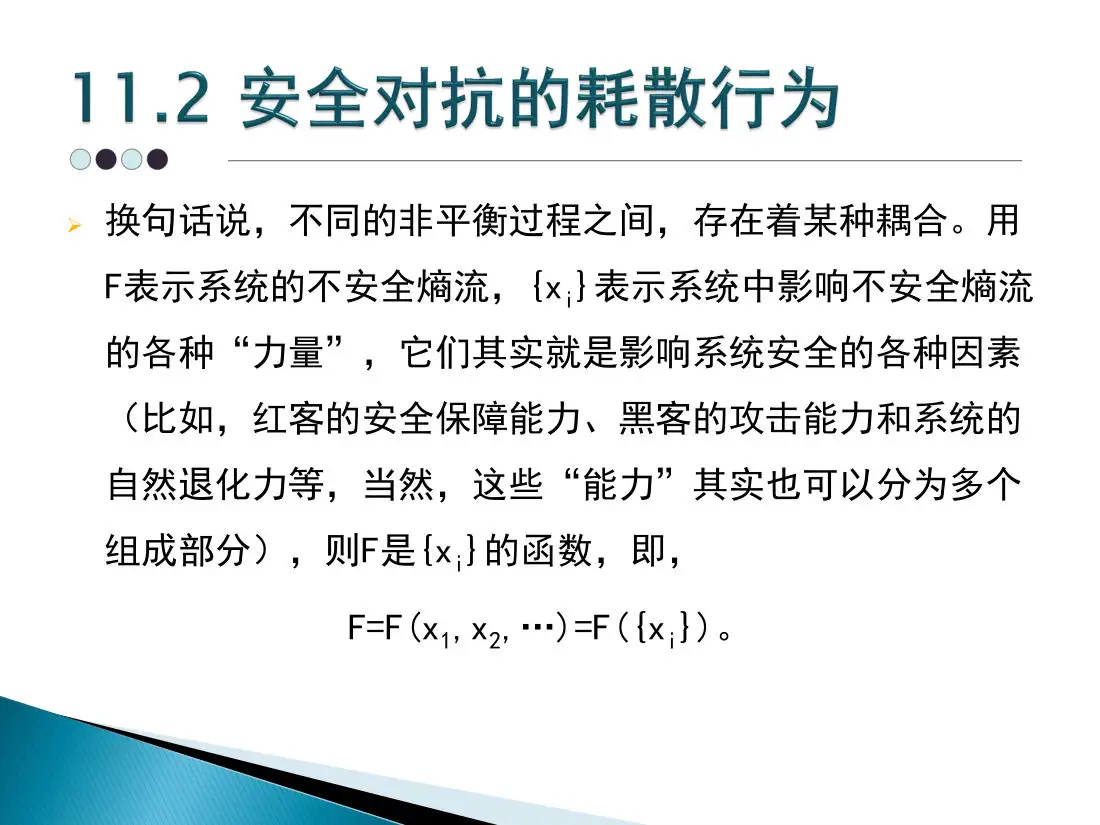 11.2 安全对抗的耗散行为
换句话说，不同的非平衡过程之间，存在着某种耦合。用
F表示系统的不安全熵流，{xi}表示系统中影响不安全熵流
的各种“力量”，它们其实就是影响系统安全的各种因素
（比如，红客的安全保障能力、黑客的攻击能力和系统的
自然退化力等，当然，这些“能力”其实也可以分为多个
组成部分），则F是{xi}的函数，即，
F=F(x1,x2,…)=F({xi})。